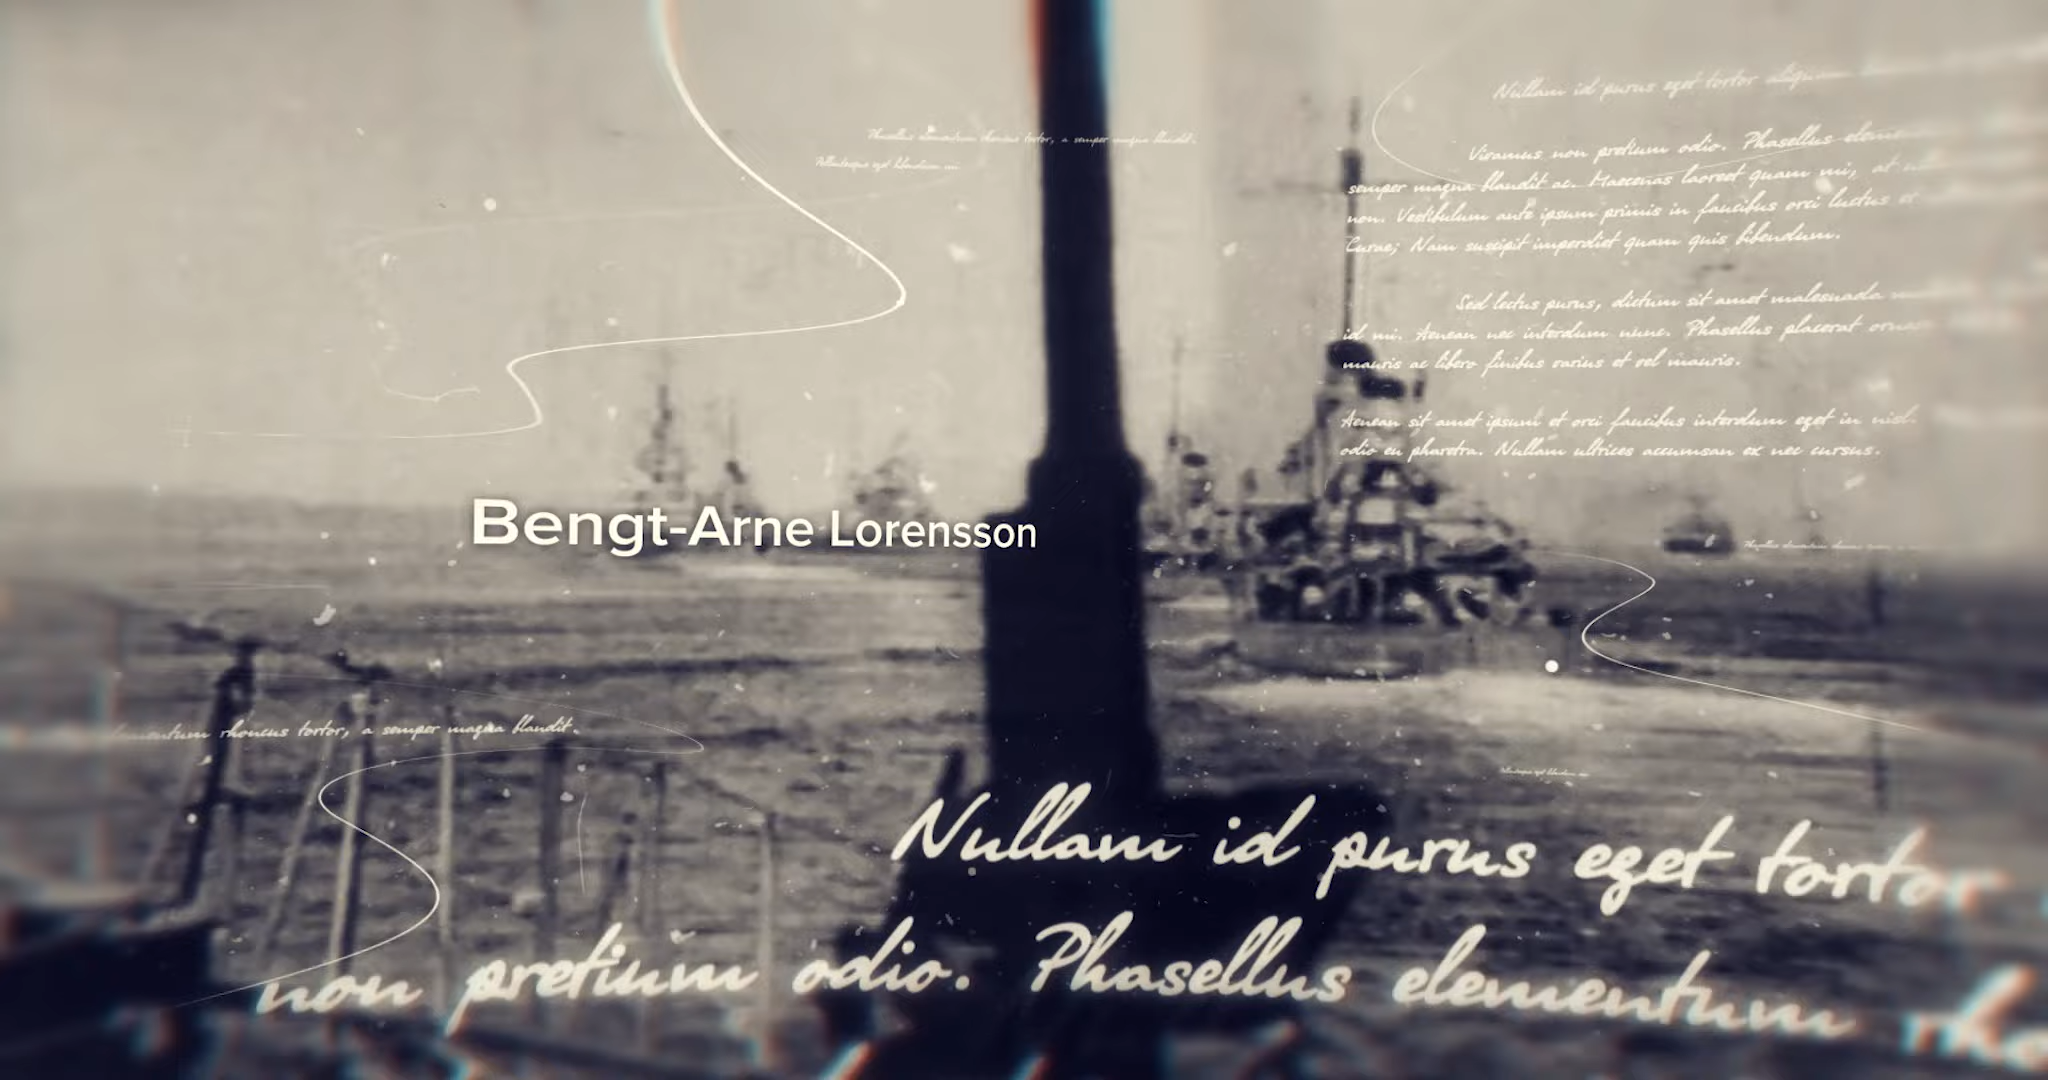 Nullam id purus eget tortor
Phasellus elementum rhoncus tortor, a semper magna blandit.
Pellentesque eget bibendum
Vivamus non pretium odio. Phasellus
semper magna blandit ac. Maecenas laoreet quam mi, at
non. Vestibulum ante ipsum primis in faucibus orci luctus et
Curae; Nam suscipit imperdiet quam quis bibendum.
Sed lectus purus, dictum sit amet malesuada
id mi. Aenean nec interdum nunc. Phasellus placerat
mauris ac libero finibus varius et vel mauris.
Aenean sit amet ipsum et orci faucibus interdum eget in nisl.
odio eu pharetra. Nullam ultrices accumsan ex nec cursus.
Bengt-Arne Lorensson
rhoncus tortor, a semper magna blandit.
Nullam id purus eget tortor
non pretium odio. Phasellus elementum